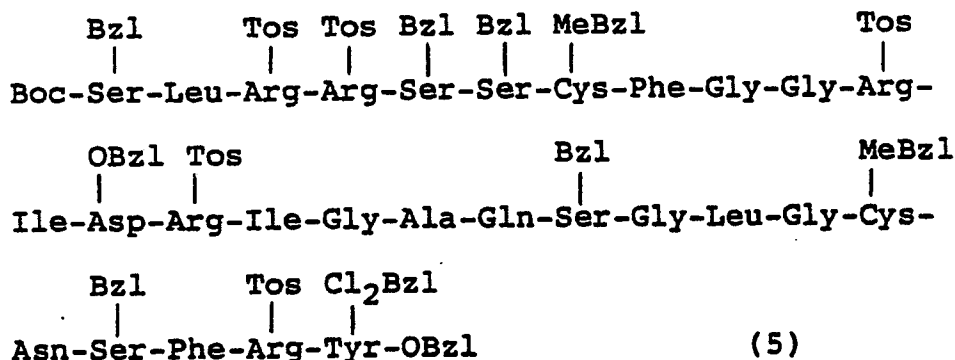 Bzl Tos Tos Bzl Bzl MeBzl Tos
Boc-Ser-Leu-Arg-Arg-Ser-Ser-Cys-Phe-Gly-Gly-Arg-
OBzl Tos Bzl MeBzl
Ile-Asp-Arg-Ile-Gly-Ala-Gln-Ser-Gly-Leu-Gly-Cys-
Bzl Tos Cl₂Bzl
Asn-Ser-Phe-Arg-Tyr-OBzl (5)